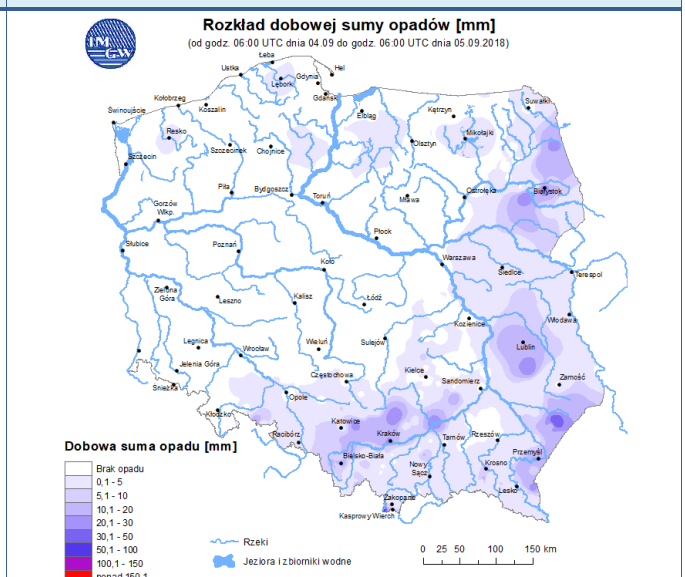 Rozkład dobowej sumy opadów [mm]
(od godz. 06:00 UTC dnia 04.09 do godz. 06:00 UTC dnia 05.09.2018)
IM
GW
Łeba
Ustka
Hel
Lębork
Gdynia
Gdańsk
Suwałki
Kołobrzeg
Koszalin
Świnoujście
Elbląg
Kętrzyn
Resko
Mikołajki
Szczecin
Szczecinek
Chojnice
Olsztyn
Piła
Bydgoszcz
Toruń
Mława
Ostrołęka
Białystok
Gorzów
Wlkp.
Płock
Słubice
Poznań
Koło
Warszawa
Siedlce
Terespol
Zielona
Góra
Leszno
Kalisz
Łódź
Kozienice
Włodawa
Legnica
Wrocław
Wieluń
Sulejów
Lublin
Jelenia Góra
Śnieżka
Częstochowa
Kielce
Sandomierz
Zamość
Opole
Kłodzko
Racibórz
Katowice
Kraków
Tarnów
Rzeszów
Przemyśl
Bielsko-Biała
Nowy
Sącz
Krosno
Lesko
Zakopane
Kasprowy Wierch
Dobowa suma opadu [mm]
Brak opadu
0,1 - 5
5,1 - 10
10,1 - 20
20,1 - 30
30,1 - 50
50,1 - 100
100,1 - 150
ponad 150,1
Rzeki
Jeziora i zbiorniki wodne
0 25 50 100 150 km